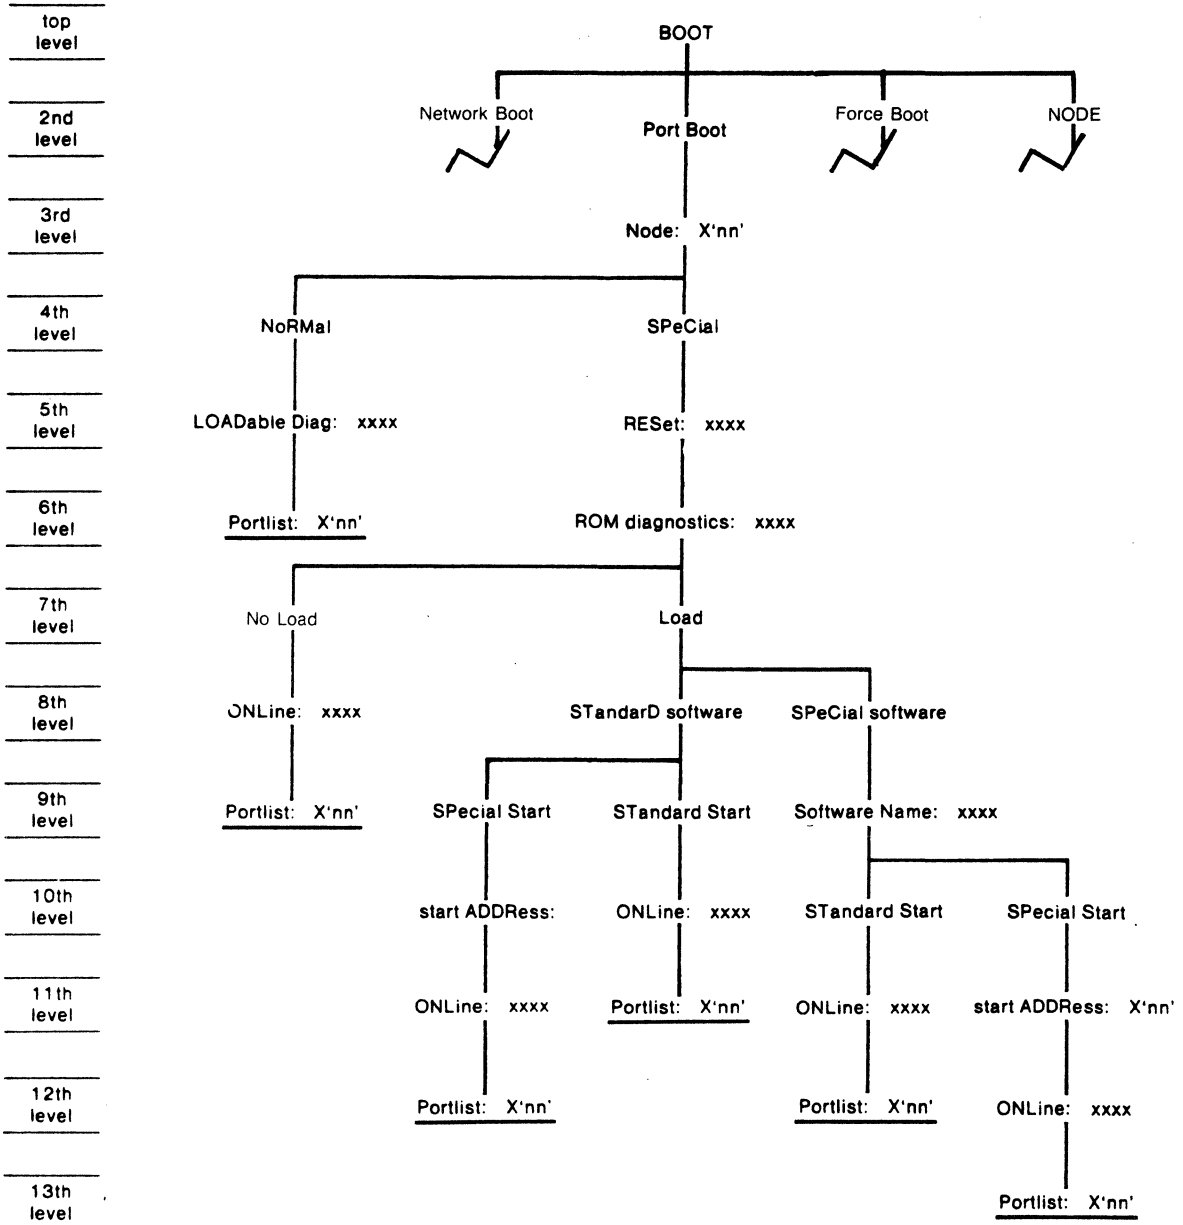 top
level
BOOT
2nd
level
Network Boot
Port Boot
Force Boot
NODE
3rd
level
Node: X'nn'
4th
level
NoRMal
SPeCial
5th
level
LOADable Diag: xxxx
RESet: xxxx
6th
level
Portlist: X'nn'
ROM diagnostics: xxxx
7th
level
No Load
Load
8th
level
ONLine: xxxx
STandarD software
SPeCial software
9th
level
Portlist: X'nn'
SPecial Start
STandard Start
Software Name: xxxx
10th
level
start ADDRess:
ONLine: xxxx
STandard Start
SPecial Start
11th
level
ONLine: xxxx
Portlist: X'nn'
ONLine: xxxx
start ADDRess: X'nn'
12th
level
Portlist: X'nn'
Portlist: X'nn'
ONLine: xxxx
13th
level
Portlist: X'nn'